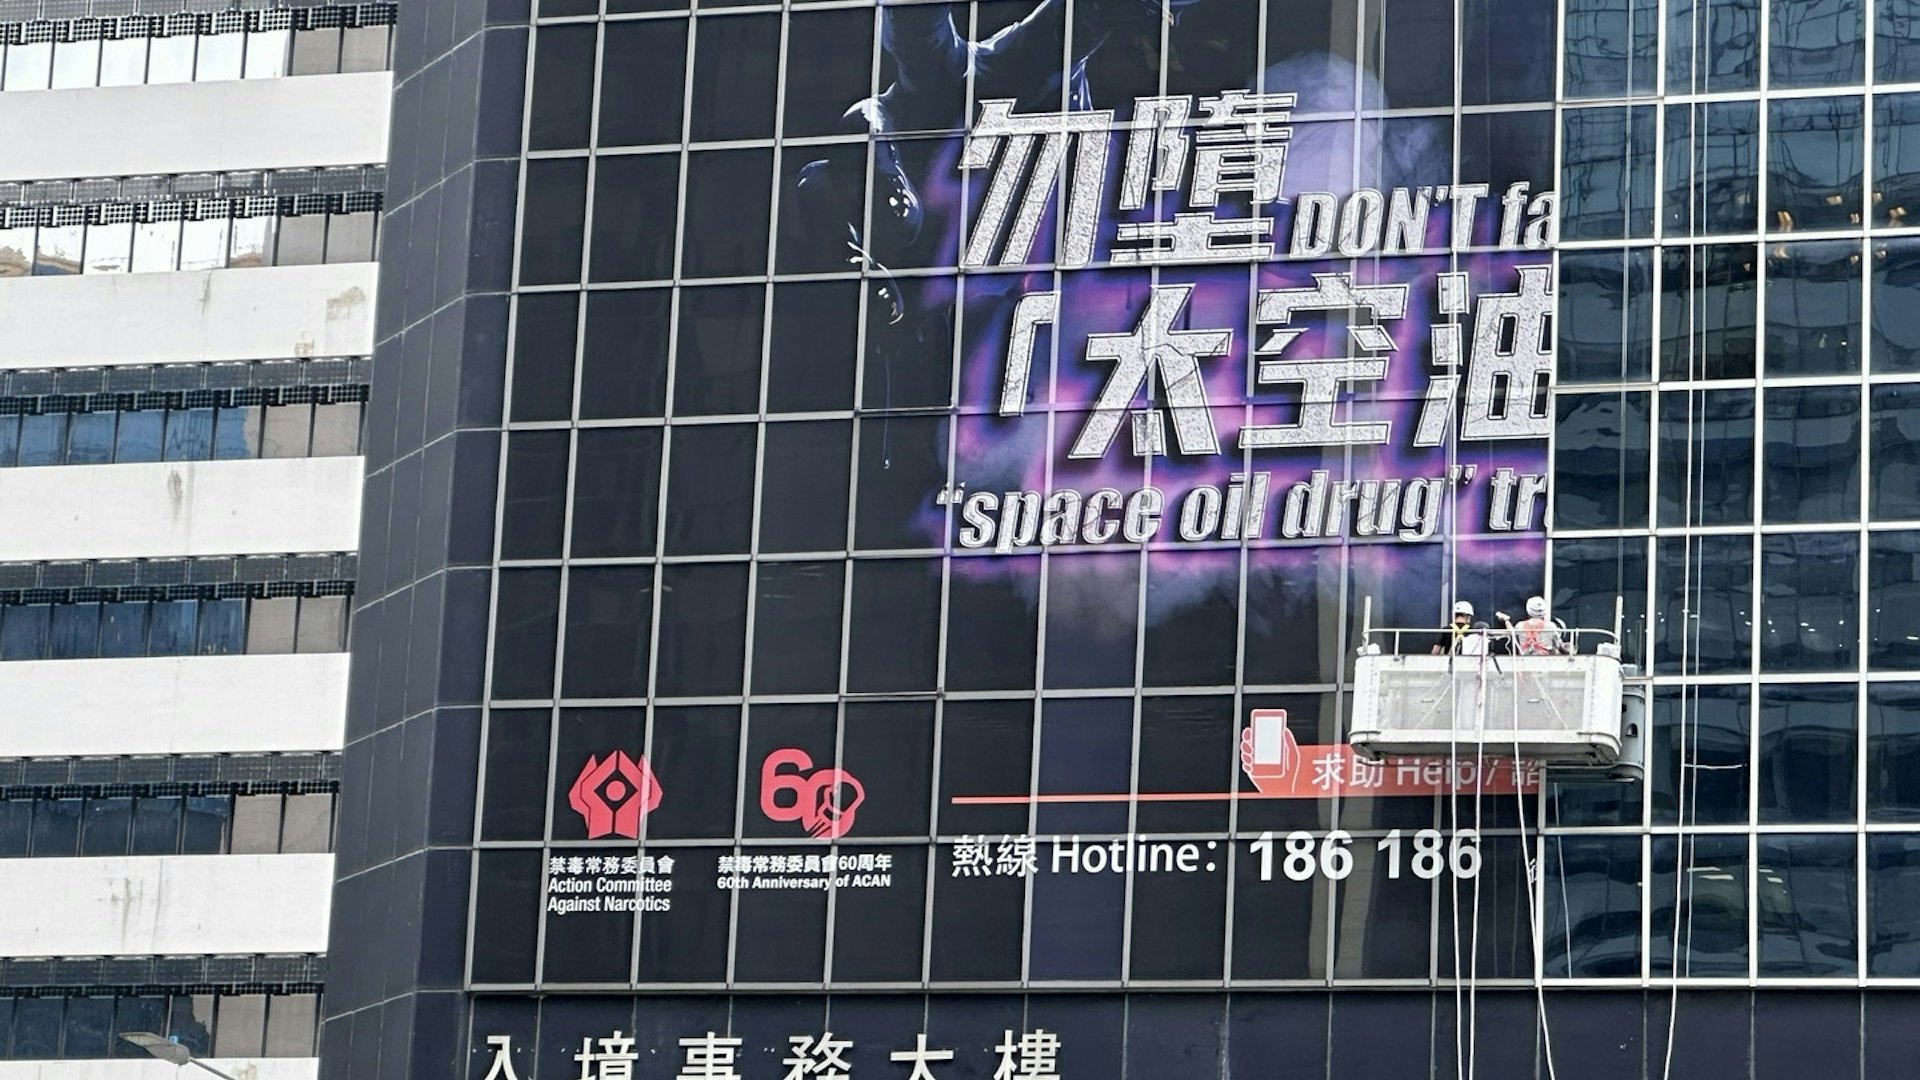 勿墮 DON'T fa
「太空油
“space oil drug” tr
求助 Help / 諮
熱線 Hotline： 186 186
禁毒常務委員會
Action Committee
Against Narcotics
60
禁毒常務委員會60周年
60th Anniversary of ACAN
入境事務大樓